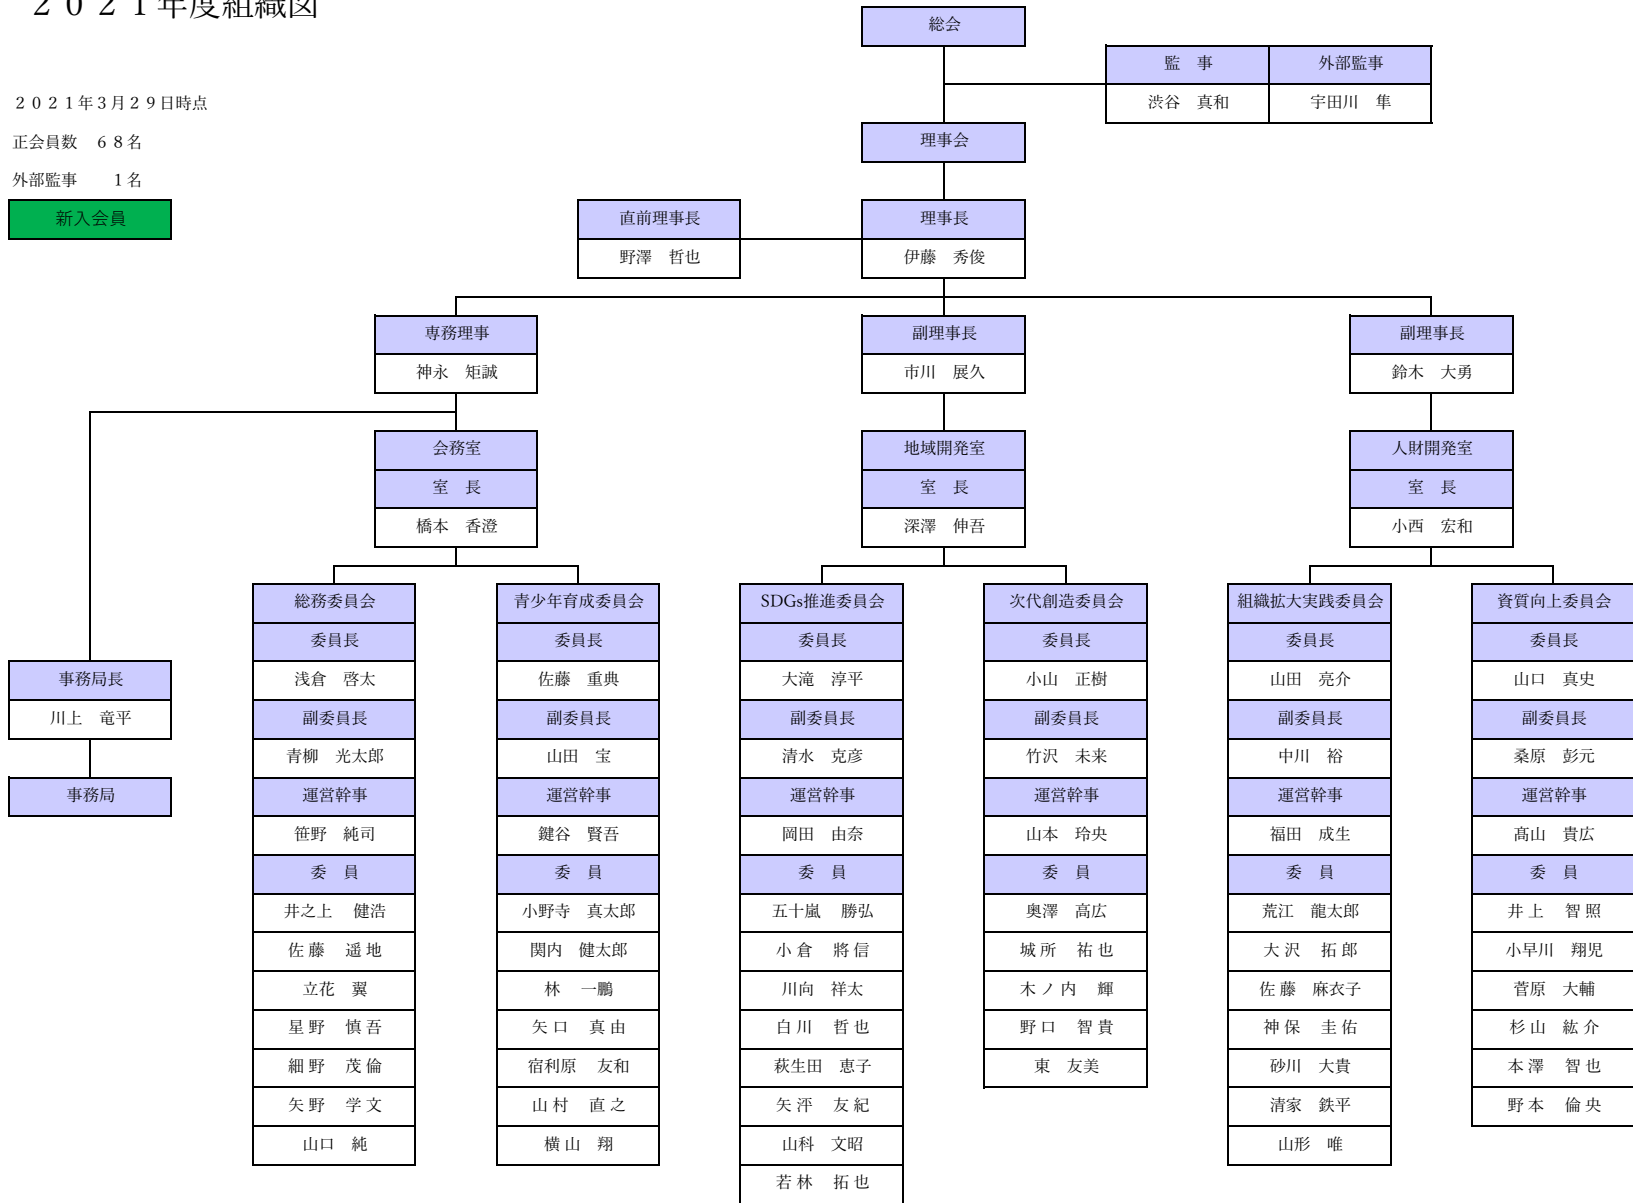 ２０２１年度組織図
総会
監　事　外部監事
渋谷　真和　宇田川　隼
２０２１年３月２９日時点
正会員数　６８名
理事会
外部監事　　１名
新入会員
直前理事長　理事長
野澤　哲也　伊藤　秀俊
専務理事　副理事長　副理事長
神永　矩誠　市川　展久　鈴木　大勇
会務室　地域開発室　人財開発室
室　長　室　長　室　長
橋本　香澄　深澤　伸吾　小西　宏和
総務委員会　青少年育成委員会　SDGs推進委員会　次代創造委員会　組織拡大実践委員会　資質向上委員会
委員長　委員長　委員長　委員長　委員長　委員長
事務局長　浅倉　啓太　佐藤　重典　大滝　淳平　小山　正樹　山田　亮介　山口　真史
川上　竜平　副委員長　副委員長　副委員長　副委員長　副委員長　副委員長
青柳　光太郎　山田　宝　清水　克彦　竹沢　未来　中川　裕　桑原　彭元
事務局　運営幹事　運営幹事　運営幹事　運営幹事　運営幹事　運営幹事
笹野　純司　鍵谷　賢吾　岡田　由奈　山本　玲央　福田　成生　髙山　貴広
委　員　委　員　委　員　委　員　委　員　委　員
井之上　健浩　小野寺　真太郎　五十嵐　勝弘　奥澤　高広　荒江　龍太郎　井上　智照
佐藤　遥地　関内　健太郎　小倉　將信　城所　祐也　大沢　拓郎　小早川　翔児
立花　翼　林　一鵬　川向　祥太　木ノ内　輝　佐藤　麻衣子　菅原　大輔
星野　慎吾　矢口　真由　白川　哲也　野口　智貴　神保　圭佑　杉山　紘介
細野　茂倫　宿利原　友和　萩生田　恵子　東　友美　砂川　大貴　本澤　智也
矢野　学文　山村　直之　矢泙　友紀　清家　鉄平　野本　倫央
山口　純　横山　翔　山科　文昭　山形　唯
若林　拓也